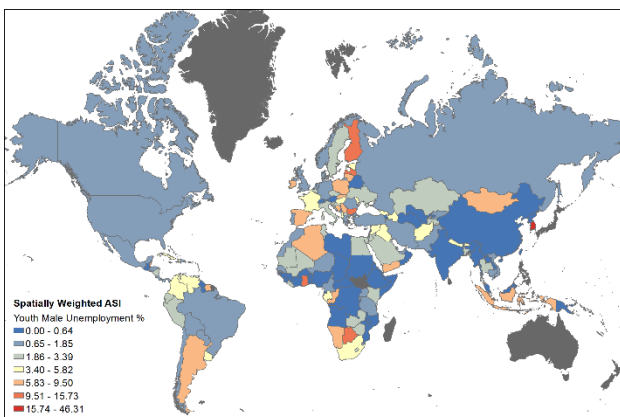 Spatially Weighted ASI
Youth Male Unemployment %
0.00 - 0.64
0.65 - 1.85
1.86 - 3.39
3.40 - 5.82
5.83 - 9.50
9.51 - 15.73
15.74 - 46.31